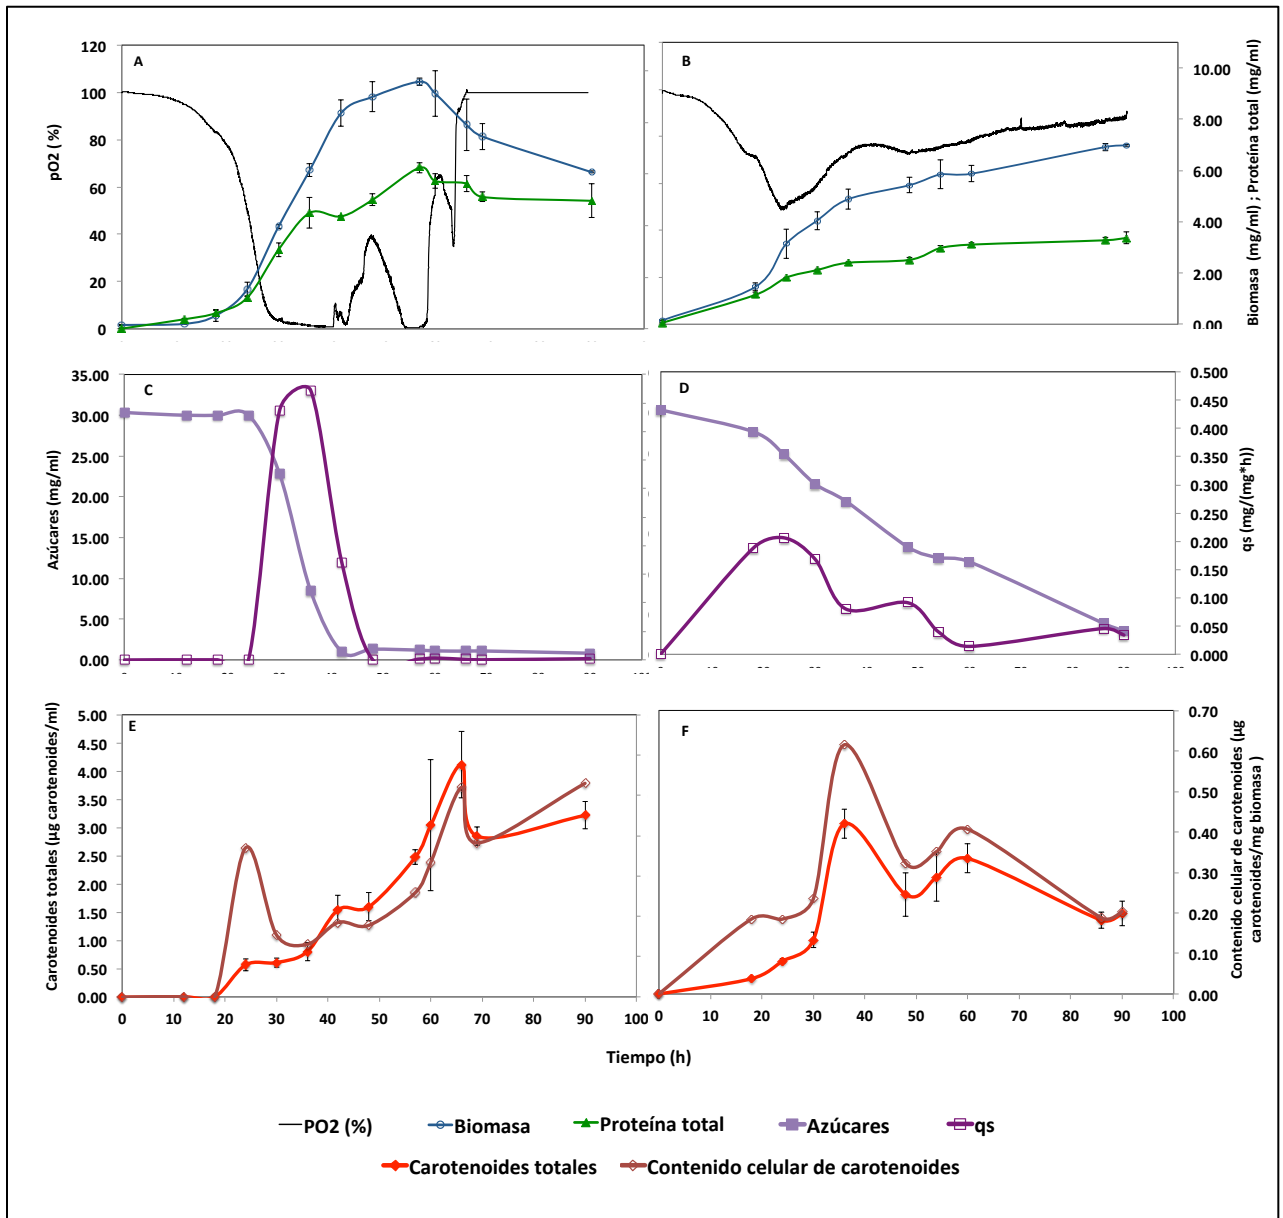 A
B
120
100
80
60
40
20
0
pO2 (%)
10.00
8.00
6.00
4.00
2.00
0.00
Biomasa (mg/ml) ; Proteína total (mg/ml)
C
D
35.00
30.00
25.00
20.00
15.00
10.00
5.00
0.00
Azúcares (mg/ml)
0.500
0.450
0.400
0.350
0.300
0.250
0.200
0.150
0.100
0.050
0.000
qs (mg/(mg*h))
E
F
5.00
4.50
4.00
3.50
3.00
2.50
2.00
1.50
1.00
0.50
0.00
Carotenoides totales (µg carotenoides/ml)
0.70
0.60
0.50
0.40
0.30
0.20
0.10
0.00
Contenido celular de carotenoides (µg
carotenoides/mg biomasa )
0 10 20 30 40 50 60 70 80 90 100
0 10 20 30 40 50 60 70 80 90 100
Tiempo (h)
PO2 (%) Biomasa Proteína total Azúcares qs
Carotenoides totales Contenido celular de carotenoides